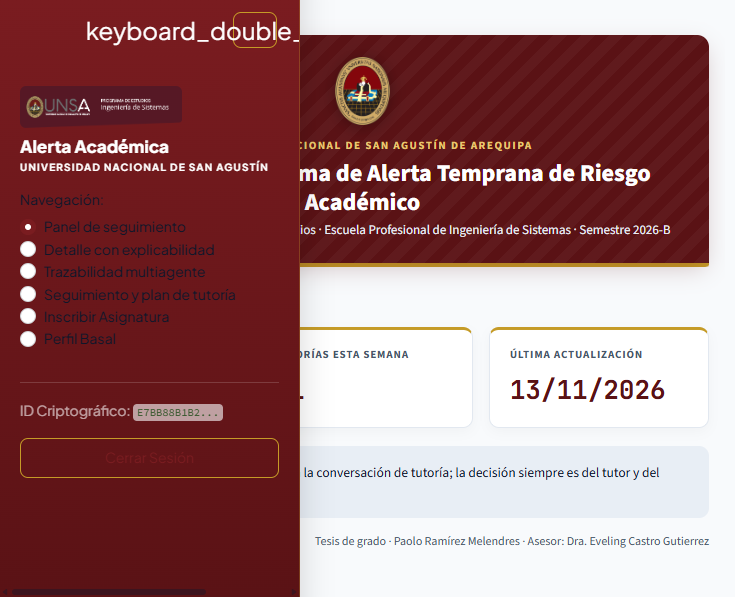 keyboard_double_
UNSA
PROGRAMA DE ESTUDIOS
Ingeniería de Sistemas
Alerta Académica
UNIVERSIDAD NACIONAL DE SAN AGUSTÍN
Navegación:
Panel de seguimiento
Detalle con explicabilidad
Trazabilidad multiagente
Seguimiento y plan de tutoría
Inscribir Asignatura
Perfil Basal
ID Criptográfico: E7BB88B1B2...
Cerrar Sesión
CIONAL DE SAN AGUSTÍN DE AREQUIPA
ma de Alerta Temprana de Riesgo
Académico
ios · Escuela Profesional de Ingeniería de Sistemas · Semestre 2026-B
ORÍAS ESTA SEMANA
ÚLTIMA ACTUALIZACIÓN
13/11/2026
la conversación de tutoría; la decisión siempre es del tutor y del
Tesis de grado · Paolo Ramírez Melendres · Asesor: Dra. Eveling Castro Gutierrez